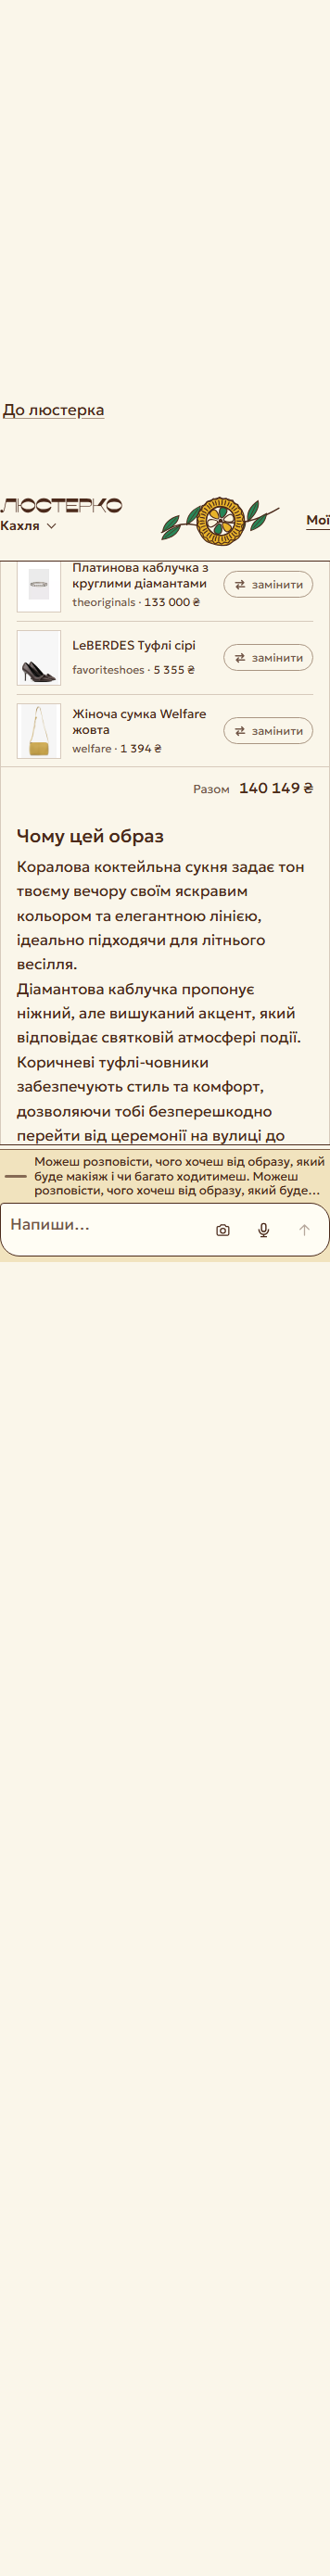 До люстерка
ЛЮСТЕРКО
Кахля
Мої
Платинова каблучка з
круглими діамантами
theoriginals · 133 000 ₴
замінити
LeBERDES Туфлі сірі
favoriteshoes · 5 355 ₴
замінити
Жіноча сумка Welfare
жовта
welfare · 1 394 ₴
замінити
Разом 140 149 ₴
Чому цей образ
Коралова коктейльна сукня задає тон
твоєму вечору своїм яскравим
кольором та елегантною лінією,
ідеально підходячи для літнього
весілля.
Діамантова каблучка пропонує
ніжний, але вишуканий акцент, який
відповідає святковій атмосфері події.
Коричневі туфлі-човники
забезпечують стиль та комфорт,
дозволяючи тобі безперешкодно
перейти від церемонії на вулиці до
Можеш розповісти, чого хочеш від образу, який
буде макіяж і чи багато ходитимеш. Можеш
розповісти, чого хочеш від образу, який буде…
Напиши…